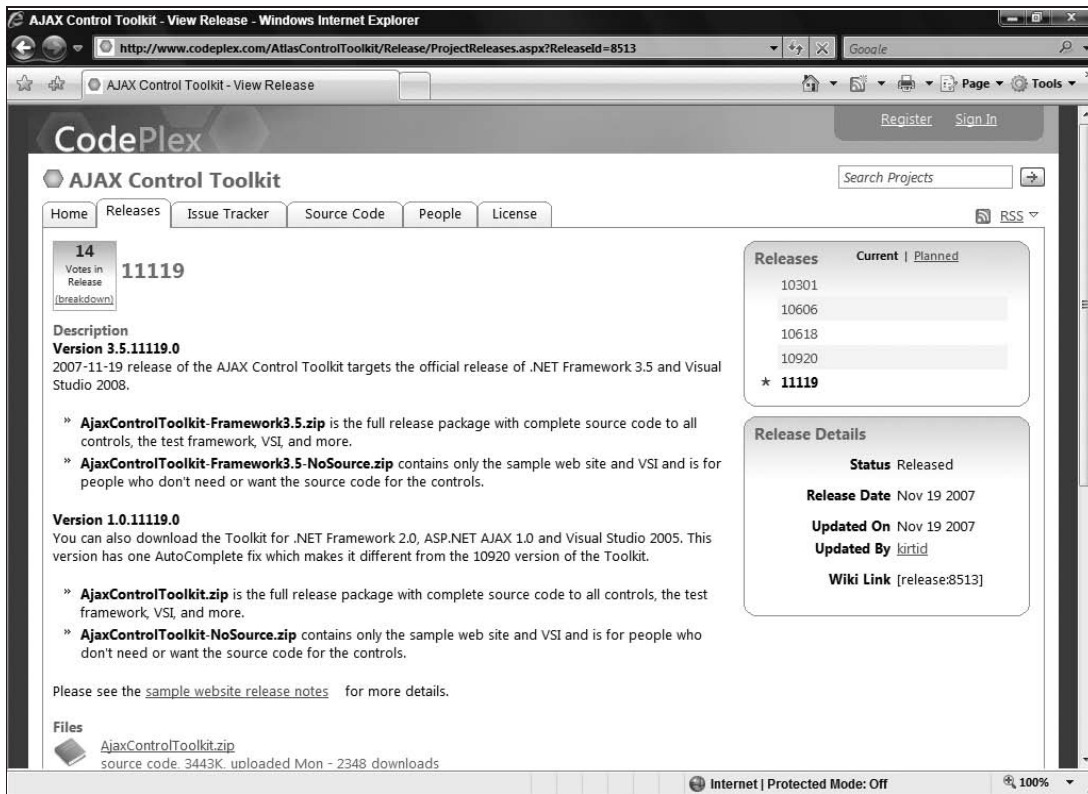 AJAX Control Toolkit - View Release - Windows Internet Explorer
http://www.codeplex.com/AtlasControlToolkit/Release/ProjectReleases.aspx?ReleaseId=8513
Google
AJAX Control Toolkit - View Release
Page
Tools
Register Sign In
CodePlex
AJAX Control Toolkit
Search Projects
Home Releases Issue Tracker Source Code People License
RSS
14
Votes in
Release
(breakdown)
11119
Description
Version 3.5.11119.0
2007-11-19 release of the AJAX Control Toolkit targets the official release of .NET Framework 3.5 and Visual
Studio 2008.
» AjaxControlToolkit-Framework3.5.zip is the full release package with complete source code to all
controls, the test framework, VSI, and more.
» AjaxControlToolkit-Framework3.5-NoSource.zip contains only the sample web site and VSI and is for
people who don't need or want the source code for the controls.
Version 1.0.11119.0
You can also download the Toolkit for .NET Framework 2.0, ASP.NET AJAX 1.0 and Visual Studio 2005. This
version has one AutoComplete fix which makes it different from the 10920 version of the Toolkit.
» AjaxControlToolkit.zip is the full release package with complete source code to all controls, the test
framework, VSI, and more.
» AjaxControlToolkit-NoSource.zip contains only the sample web site and VSI and is for people who
don't need or want the source code for the controls.
Please see the sample website release notes for more details.
Files
AjaxControlToolkit.zip
source code, 3443K, uploaded Mon - 2348 downloads
Releases Current | Planned
10301
10606
10618
10920
* 11119
Release Details
Status Released
Release Date Nov 19 2007
Updated On Nov 19 2007
Updated By kirtid
Wiki Link [release:8513]
Internet | Protected Mode: Off
100%